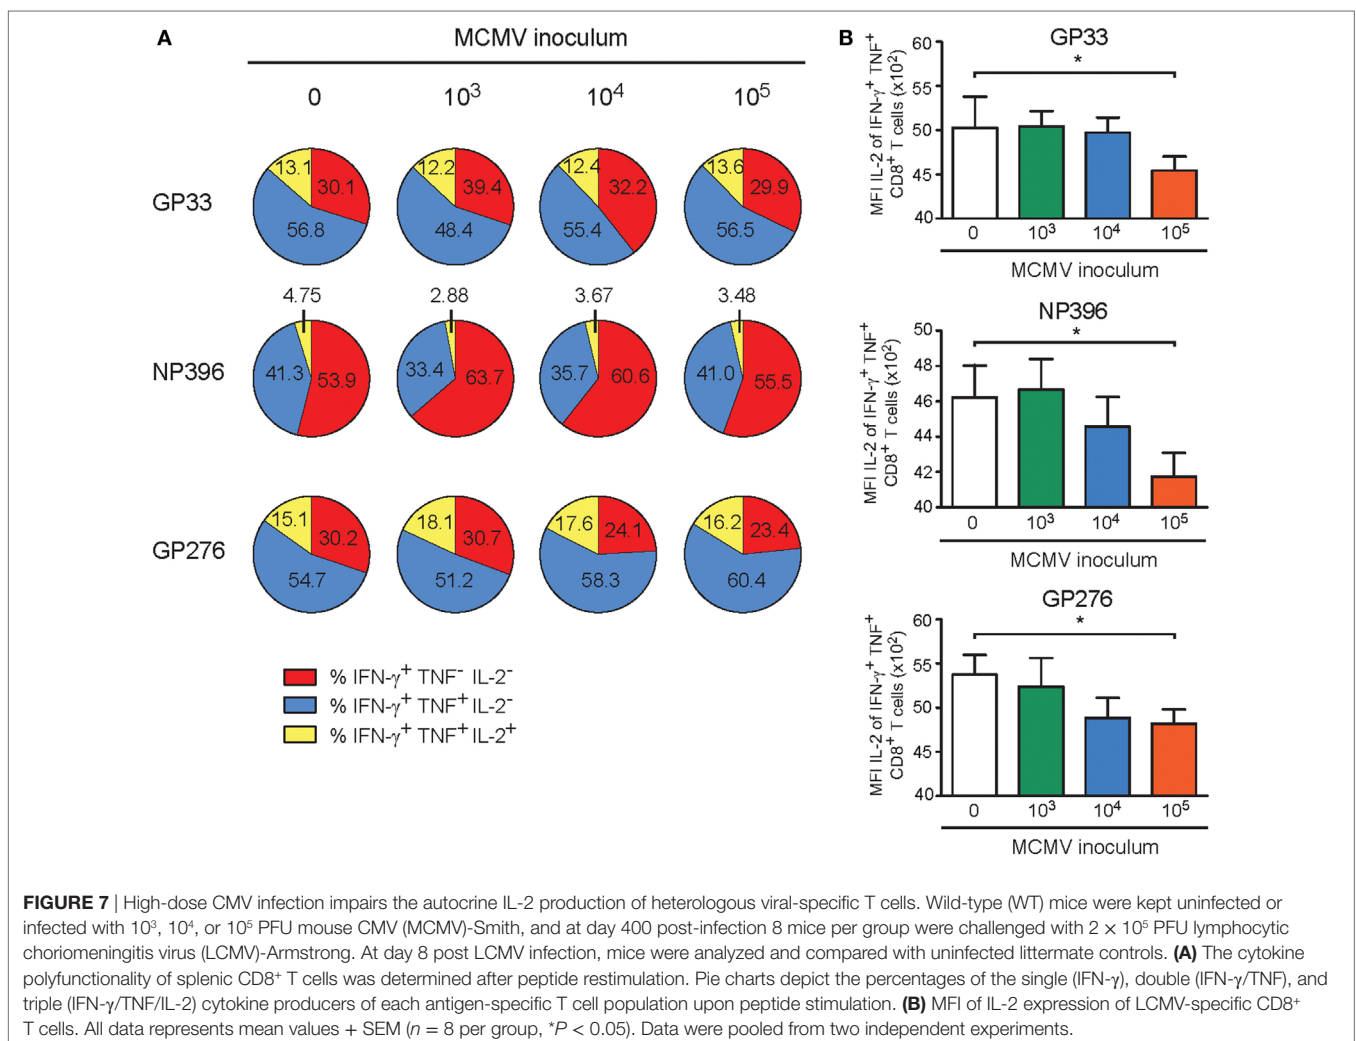 A
MCMV inoculum
0 10³ 10⁴ 10⁵
GP33
13.1 30.1 56.8
12.2 39.4 48.4
12.4 32.2 55.4
13.6 29.9 56.5
4.75 2.88 3.67 3.48
NP396
41.3 53.9
33.4 63.7
35.7 60.6
41.0 55.5
GP276
15.1 30.2 54.7
18.1 30.7 51.2
17.6 24.1 58.3
16.2 23.4 60.4
% IFN-γ⁺ TNF⁻ IL-2⁻
% IFN-γ⁺ TNF⁺ IL-2⁻
% IFN-γ⁺ TNF⁺ IL-2⁺
B
GP33
*
MFI IL-2 of IFN-γ⁺ TNF⁺
CD8⁺ T cells (x10²)
60
55
50
45
40
0 10³ 10⁴ 10⁵
MCMV inoculum
NP396
*
MFI IL-2 of IFN-γ⁺ TNF⁺
CD8⁺ T cells (x10²)
50
48
46
44
42
40
0 10³ 10⁴ 10⁵
MCMV inoculum
GP276
*
MFI IL-2 of IFN-γ⁺ TNF⁺
CD8⁺ T cells (x10²)
60
55
50
45
40
0 10³ 10⁴ 10⁵
MCMV inoculum
FIGURE 7 | High-dose CMV infection impairs the autocrine IL-2 production of heterologous viral-specific T cells. Wild-type (WT) mice were kept uninfected or
infected with 10³, 10⁴, or 10⁵ PFU mouse CMV (MCMV)-Smith, and at day 400 post-infection 8 mice per group were challenged with 2 × 10⁵ PFU lymphocytic
choriomeningitis virus (LCMV)-Armstrong. At day 8 post LCMV infection, mice were analyzed and compared with uninfected littermate controls. (A) The cytokine
polyfunctionality of splenic CD8⁺ T cells was determined after peptide restimulation. Pie charts depict the percentages of the single (IFN-γ), double (IFN-γ/TNF), and
triple (IFN-γ/TNF/IL-2) cytokine producers of each antigen-specific T cell population upon peptide stimulation. (B) MFI of IL-2 expression of LCMV-specific CD8⁺
T cells. All data represents mean values + SEM (n = 8 per group, *P < 0.05). Data were pooled from two independent experiments.